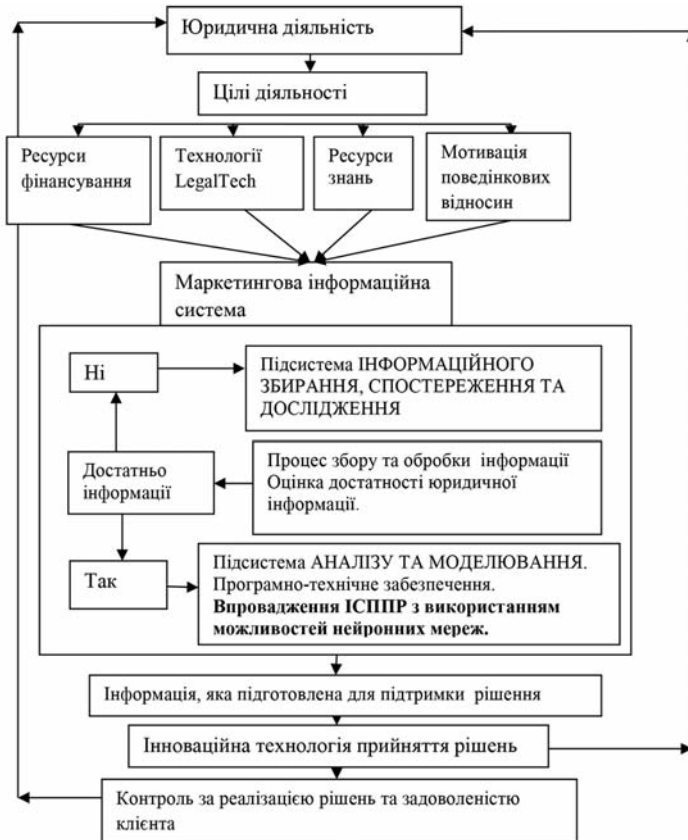 Юридична діяльність
Цілі діяльності
Ресурси
фінансування
Технології
LegalTech
Ресурси
знань
Мотивація
поведінкових
відносин
Маркетингова інформаційна
система
Ні
Підсистема ІНФОРМАЦІЙНОГО
ЗБИРАННЯ, СПОСТЕРЕЖЕННЯ ТА
ДОСЛІДЖЕННЯ
Достатньо
інформації
Процес збору та обробки інформації
Оцінка достатності юридичної
інформації.
Так
Підсистема АНАЛІЗУ ТА МОДЕЛЮВАННЯ.
Програмно-технічне забезпечення.
Впровадження ІСППР з використанням
можливостей нейронних мереж.
Інформація, яка підготовлена для підтримки рішення
Інноваційна технологія прийняття рішень
Контроль за реалізацією рішень та задоволеністю
клієнта